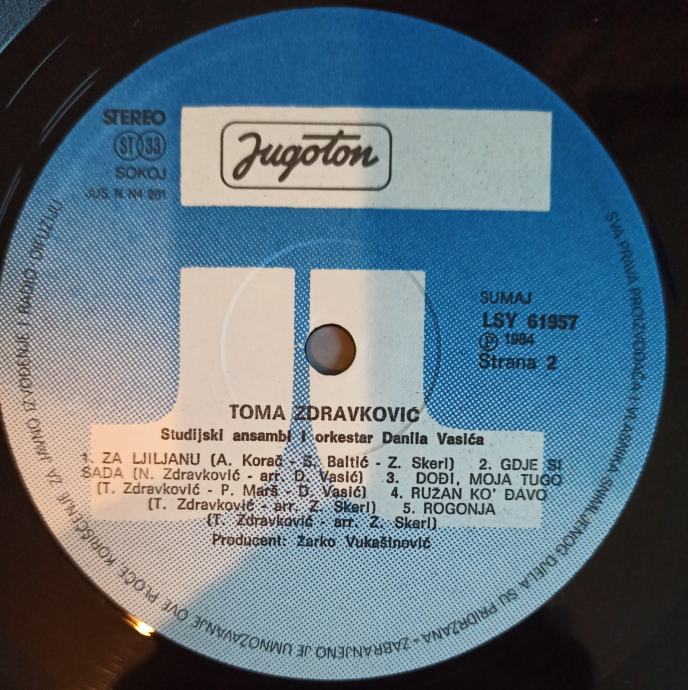 STEREO
ST 33
SOKOJ
JUS. N. N4 201
Jugoton
SUMAJ
LSY 61957
Ⓟ 1984
Strana 2
TOMA ZDRAVKOVIĆ
Studijski ansambl i orkestar Danila Vasića
1. ZA LJILJANU (A. Korać - S. Baltić - Z. Skerl) 2. GDJE SI
SADA (N. Zdravković - arr. D. Vasić) 3. DOĐI, MOJA TUGO
(T. Zdravković - P. Marš - D. Vasić) 4. RUŽAN KO' ĐAVO
(T. Zdravković - arr. Z. Skerl) 5. ROGONJA
(T. Zdravković - arr. Z. Skerl)
Producent: Žarko Vukašinović
SVA PRAVA PROIZVOĐAČA I VLASNIKA SNIMLJENOG DJELA SU PRIDRŽANA - ZABRANJENO JE UMNOŽAVANJE OVE PLOČE, KORIŠĆENJE ZA JAVNO IZVOĐENJE I RADIO DIFUZIJU